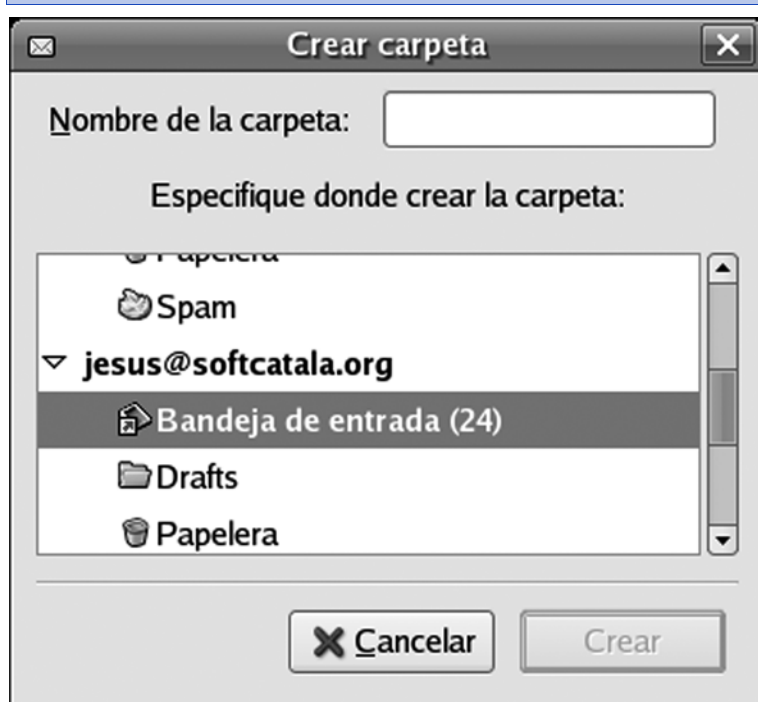 Crear carpeta
Nombre de la carpeta:
Especifique donde crear la carpeta:
Papelera
Spam
jesus@softcatala.org
Bandeja de entrada (24)
Drafts
Papelera
Cancelar
Crear